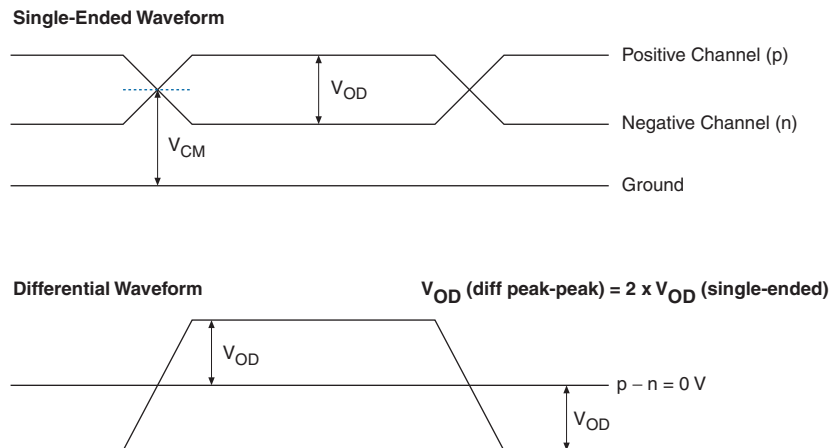 Single-Ended Waveform
Positive Channel (p)
VOD
Negative Channel (n)
VCM
Ground
Differential Waveform
VOD (diff peak-peak) = 2 x VOD (single-ended)
VOD
p – n = 0 V
VOD